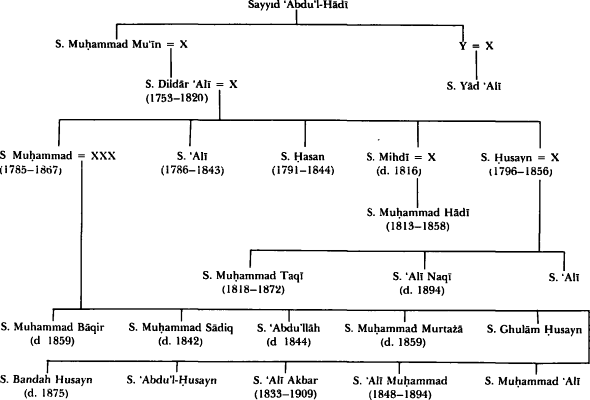 Sayyid ‘Abdu’l-Hādī
S. Muḥammad Mu‘īn = X
Y = X
S. Dildār ‘Alī = X
(1753–1820)
S. Yād ‘Alī
S Muḥammad = XXX
(1785–1867)
S. ‘Alī
(1786–1843)
S. Ḥasan
(1791–1844)
S. Mihdī = X
(d. 1816)
S. Ḥusayn = X
(1796–1856)
S. Muḥammad Hādī
(1813–1858)
S. Muḥammad Taqī
(1818–1872)
S. ‘Alī Naqī
(d. 1894)
S. ‘Alī
S. Muhammad Bāqir
(d 1859)
S. Muḥammad Sādiq
(d. 1842)
S. ‘Abdu’llāh
(d 1844)
S. Muḥammad Murtażā
(d. 1859)
S. Ghulām Ḥusayn
S. Bandah Husayn
(d. 1875)
S. ‘Abdu’l-Ḥusayn
S. ‘Alī Akbar
(1833–1909)
S. ‘Alī Muḥammad
(1848–1894)
S. Muḥammad ‘Alī